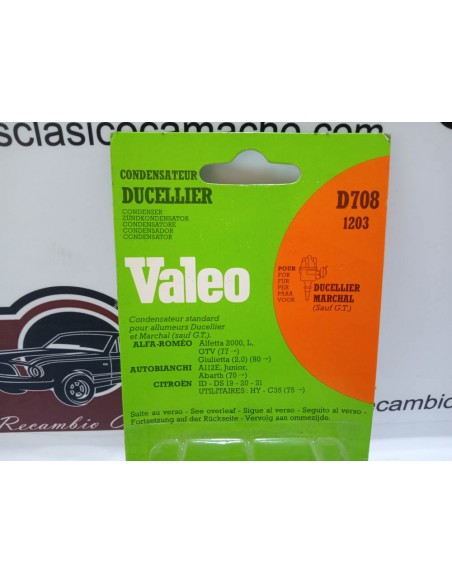 sclasicocamacho.com
CONDENSATEUR
DUCELLIER
CONDENSER
ZÜNDKONDENSATOR
CONDENSATORE
CONDENSADOR
CONDENSATOR
D708
1203
Valeo
POUR
FOR
FUR
PER
PARA
VOOR
DUCELLIER
MARCHAL
(Sauf G.T.)
Condensateur standard
pour allumeurs Ducellier
et Marchal (sauf G.T.)
ALFA-ROMÉO Alfetta 2000, L,
GTV (77 →)
Giulietta (2,0) (80 →)
AUTOBIANCHI A112E, Junior,
Abarth (70 →)
CITROËN ID - DS 19 - 20 - 21
UTILITAIRES : HY - C35 (75 →)
Suite au verso - See overleaf - Sigue al verso - Seguito al verso -
Fortsetzung auf der Rückseite - Vervolg aan ommezijde.
Recambio
ecambio